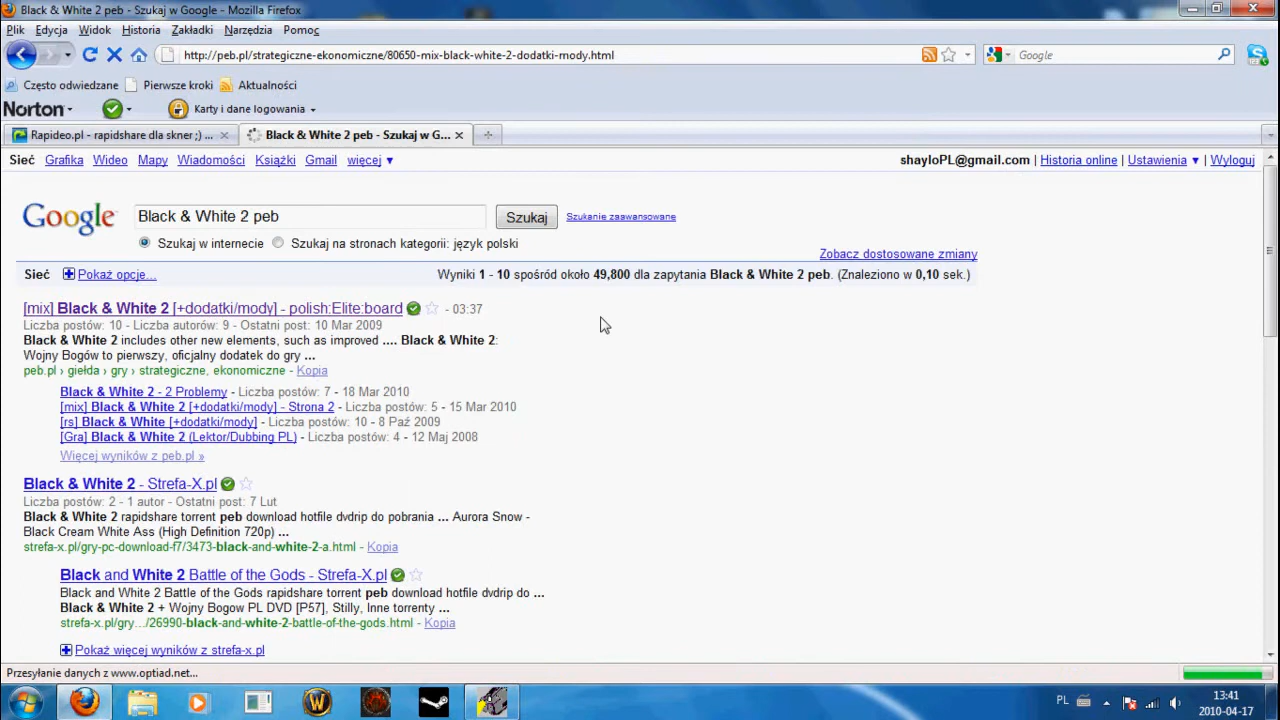 Black & White 2 peb - Szukaj w Google - Mozilla Firefox
Plik Edycja Widok Historia Zakładki Narzędzia Pomoc
http://peb.pl/strategiczne-ekonomiczne/80650-mix-black-white-2-dodatki-mody.html Google
Często odwiedzane Pierwsze kroki Aktualności
Norton Karty i dane logowania
Rapideo.pl - rapidshare dla skner ;) ... Black & White 2 peb - Szukaj w G...
Sieć Grafika Wideo Mapy Wiadomości Książki Gmail więcej ▼ shayloPL@gmail.com | Historia online | Ustawienia ▼ | Wyloguj
Google Black & White 2 peb Szukaj Szukanie zaawansowane
Szukaj w internecie Szukaj na stronach kategorii: język polski
Zobacz dostosowane zmiany
Sieć Pokaż opcje... Wyniki 1 - 10 spośród około 49,800 dla zapytania Black & White 2 peb. (Znaleziono w 0,10 sek.)
[mix] Black & White 2 [+dodatki/mody] - polish:Elite:board - 03:37
Liczba postów: 10 - Liczba autorów: 9 - Ostatni post: 10 Mar 2009
Black & White 2 includes other new elements, such as improved .... Black & White 2:
Wojny Bogów to pierwszy, oficjalny dodatek do gry ...
peb.pl › giełda › gry › strategiczne, ekonomiczne - Kopia
Black & White 2 - 2 Problemy - Liczba postów: 7 - 18 Mar 2010
[mix] Black & White 2 [+dodatki/mody] - Strona 2 - Liczba postów: 5 - 15 Mar 2010
[rs] Black & White [+dodatki/mody] - Liczba postów: 10 - 8 Paź 2009
[Gra] Black & White 2 (Lektor/Dubbing PL) - Liczba postów: 4 - 12 Maj 2008
Więcej wyników z peb.pl »
Black & White 2 - Strefa-X.pl
Liczba postów: 2 - 1 autor - Ostatni post: 7 Lut
Black & White 2 rapidshare torrent peb download hotfile dvdrip do pobrania ... Aurora Snow -
Black Cream White Ass (High Definition 720p) ...
strefa-x.pl/gry-pc-download-f7/3473-black-and-white-2-a.html - Kopia
Black and White 2 Battle of the Gods - Strefa-X.pl
Black and White 2 Battle of the Gods rapidshare torrent peb download hotfile dvdrip do ...
Black & White 2 + Wojny Bogow PL DVD [P57], Stilly, Inne torrenty ...
strefa-x.pl/gry.../26990-black-and-white-2-battle-of-the-gods.html - Kopia
Pokaż więcej wyników z strefa-x.pl
Przesyłanie danych z www.optiad.net...
PL 13:41
2010-04-17